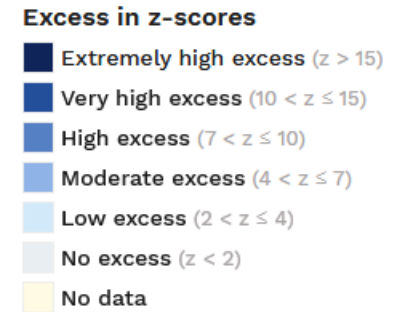 Excess in z-scores
Extremely high excess (z > 15)
Very high excess (10 < z ≤ 15)
High excess (7 < z ≤ 10)
Moderate excess (4 < z ≤ 7)
Low excess (2 < z ≤ 4)
No excess (z < 2)
No data